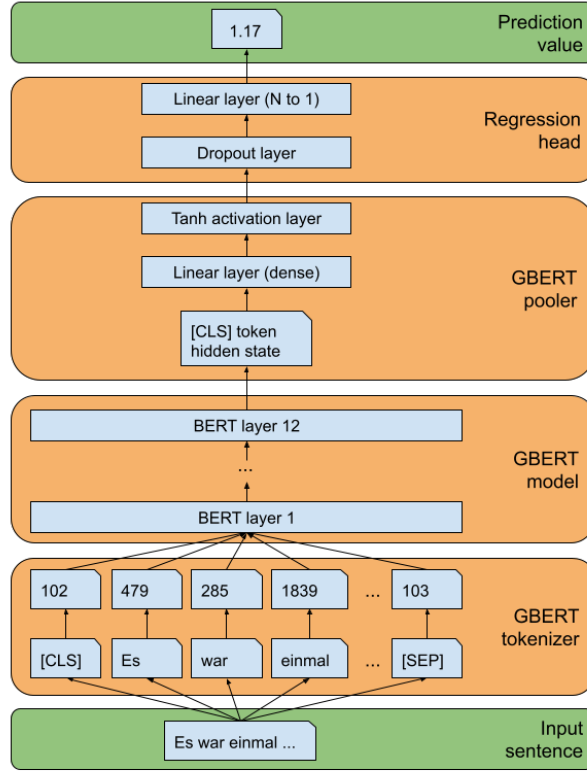 1.17
Prediction
value
Linear layer (N to 1)
Dropout layer
Regression
head
Tanh activation layer
Linear layer (dense)
[CLS] token
hidden state
GBERT
pooler
BERT layer 12
...
BERT layer 1
GBERT
model
102 479 285 1839 ... 103
[CLS] Es war einmal ... [SEP]
GBERT
tokenizer
Es war einmal ...
Input
sentence